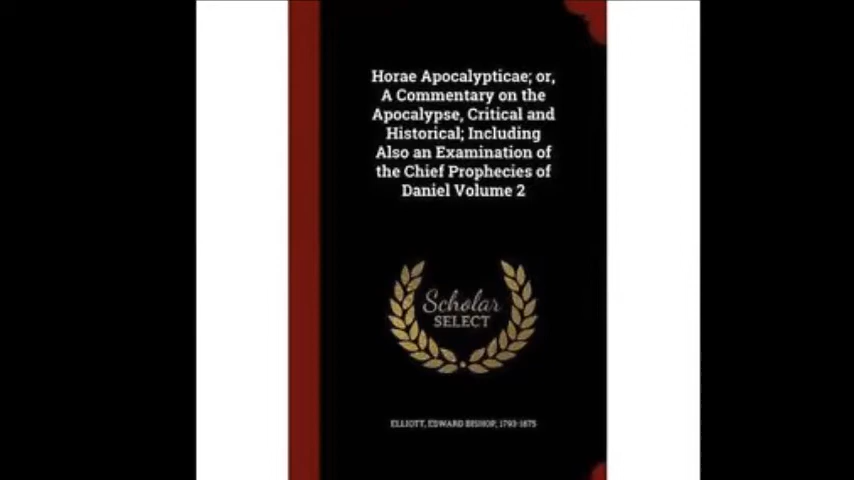 Horae Apocalypticae; or,
A Commentary on the
Apocalypse, Critical and
Historical; Including
Also an Examination of
the Chief Prophecies of
Daniel Volume 2
Scholar
SELECT
ELLIOTT, EDWARD BISHOP, 1793-1875